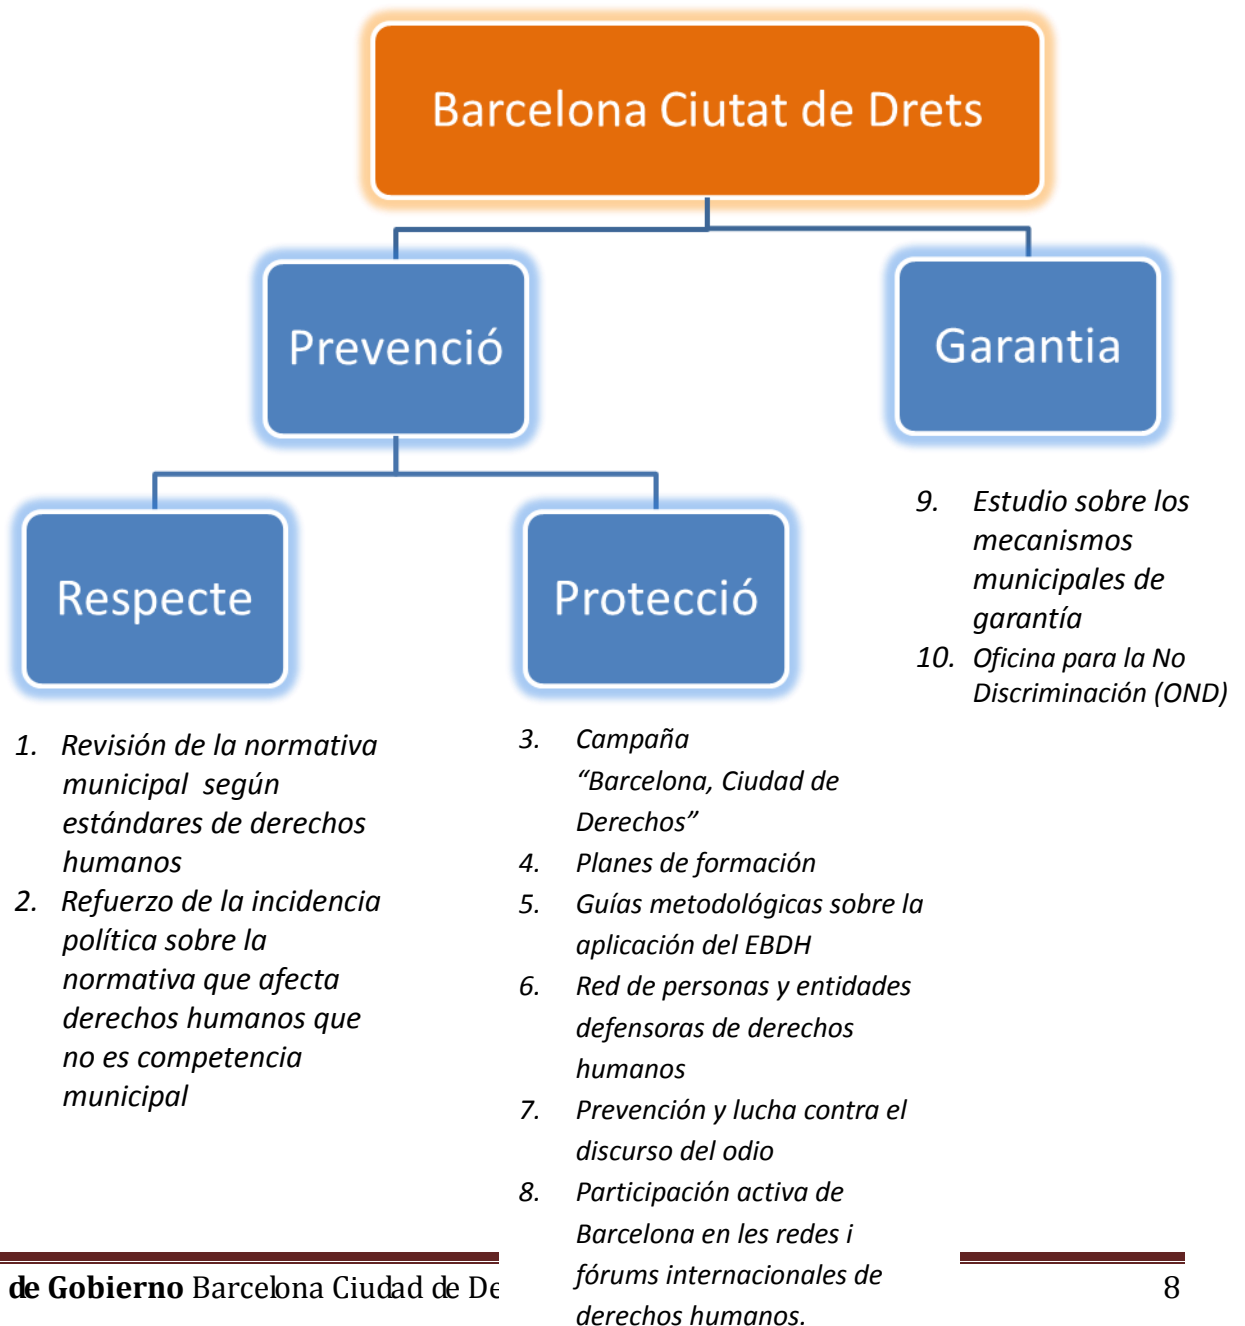 Barcelona Ciutat de Drets
Prevenció
Garantia
Respecte
Protecció
9. Estudio sobre los
mecanismos
municipales de
garantía
10. Oficina para la No
Discriminación (OND)
1. Revisión de la normativa
municipal según
estándares de derechos
humanos
2. Refuerzo de la incidencia
política sobre la
normativa que afecta
derechos humanos que
no es competencia
municipal
3. Campaña
“Barcelona, Ciudad de
Derechos”
4. Planes de formación
5. Guías metodológicas sobre la
aplicación del EBDH
6. Red de personas y entidades
defensoras de derechos
humanos
7. Prevención y lucha contra el
discurso del odio
8. Participación activa de
Barcelona en les redes i
fórums internacionales de
derechos humanos.
de Gobierno Barcelona Ciudad de De
8